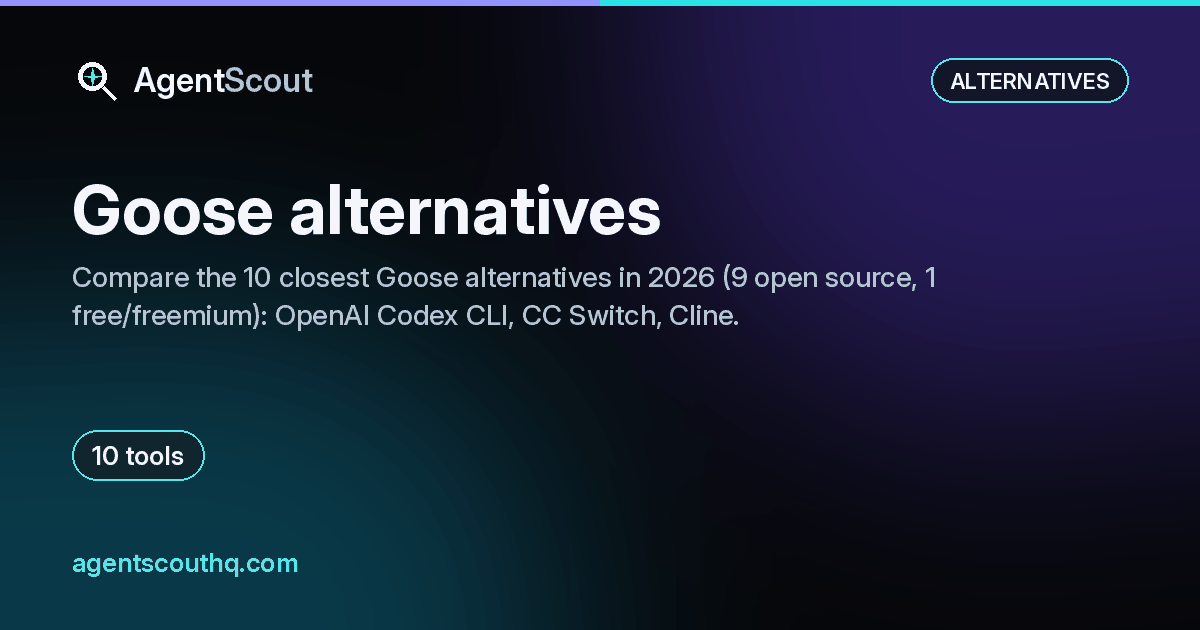 AgentScout
ALTERNATIVES
Goose alternatives
Compare the 10 closest Goose alternatives in 2026 (9 open source, 1
free/freemium): OpenAI Codex CLI, CC Switch, Cline.
10 tools
agentscouthq.com